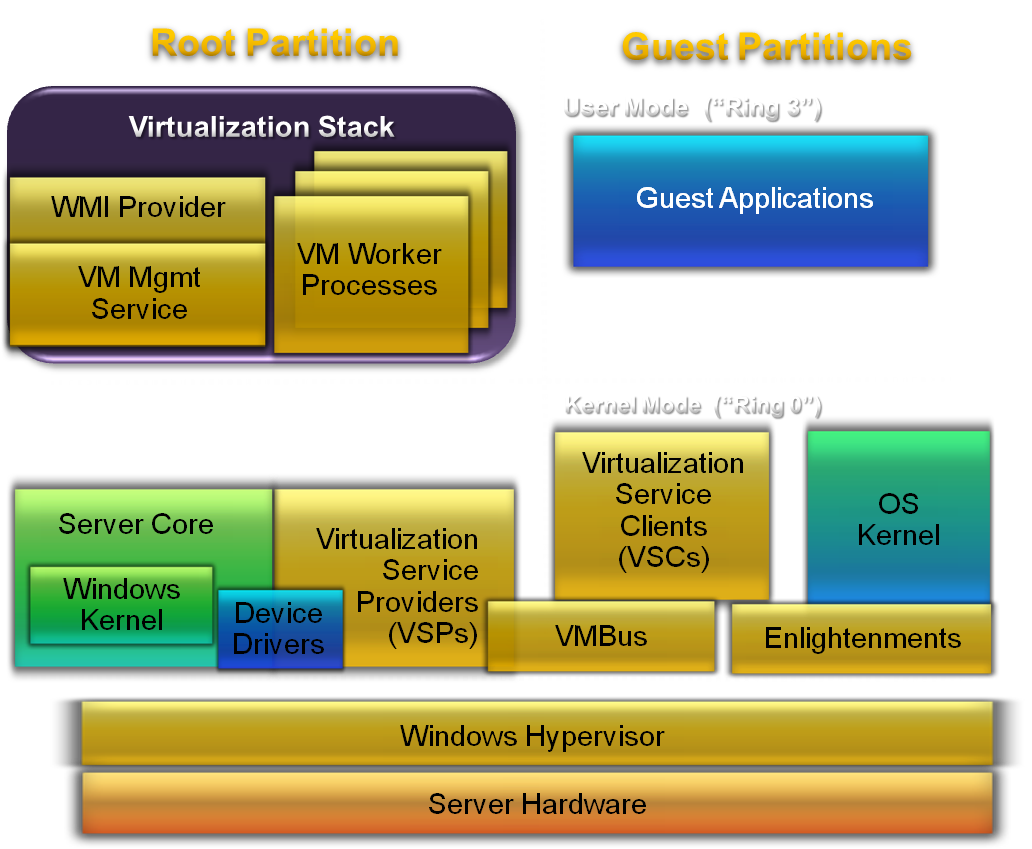 Root Partition
Guest Partitions
Virtualization Stack
WMI Provider
VM Mgmt
Service
VM Worker
Processes
User Mode (“Ring 3”)
Guest Applications
Kernel Mode (“Ring 0”)
Server Core
Windows
Kernel
Device
Drivers
Virtualization
Service
Providers
(VSPs)
Virtualization
Service
Clients
(VSCs)
OS
Kernel
VMBus
Enlightenments
Windows Hypervisor
Server Hardware